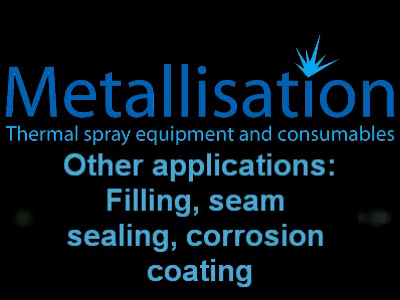 Metallisation
Thermal spray equipment and consumables
Other applications:
Filling, seam
sealing, corrosion
coating